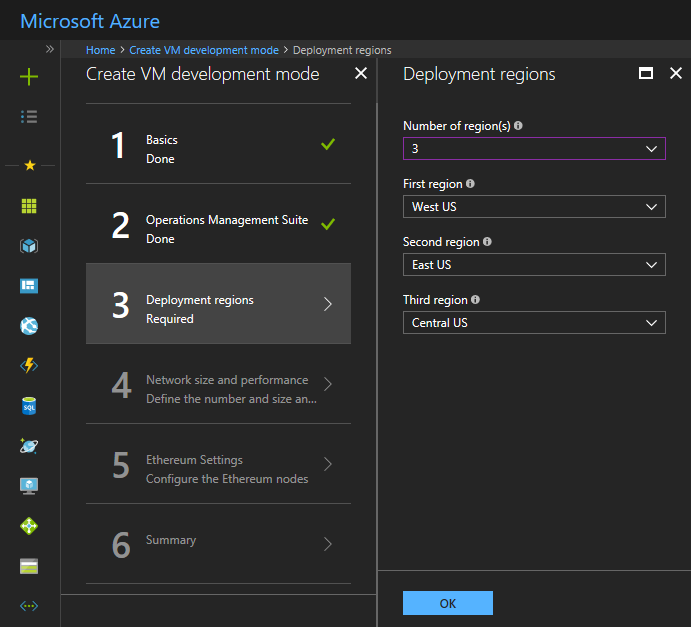 Microsoft Azure
Home > Create VM development mode > Deployment regions
Create VM development mode
1
Basics
Done
2
Operations Management Suite
Done
3
Deployment regions
Required
4
Network size and performance
Define the number and size an...
5
Ethereum Settings
Configure the Ethereum nodes
6
Summary
SQL
Deployment regions
Number of region(s)
3
First region
West US
Second region
East US
Third region
Central US
OK